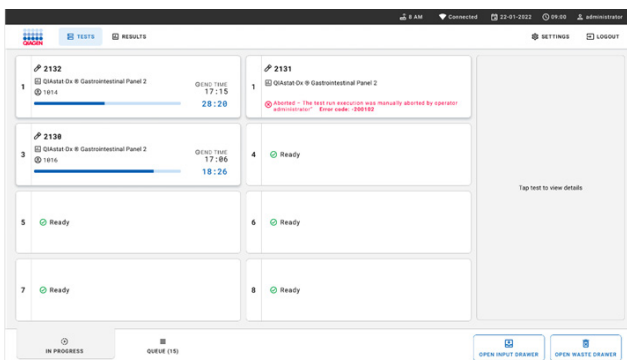 8 AM Connected 22-01-2022 09:00 administrator
QIAGEN TESTS RESULTS SETTINGS LOGOUT
1
2132
QIAstat-Dx ® Gastrointestinal Panel 2
1014
END TIME
17:15
28:20
1
2131
QIAstat-Dx ® Gastrointestinal Panel 2
Aborted – The test run execution was manually aborted by operator
administrator" Error code: -200103
3
2130
QIAstat-Dx ® Gastrointestinal Panel 2
1016
END TIME
17:06
18:26
4 Ready
Tap test to view details
5 Ready
6 Ready
7 Ready
8 Ready
IN PROGRESS
QUEUE (15)
OPEN INPUT DRAWER
OPEN WASTE DRAWER